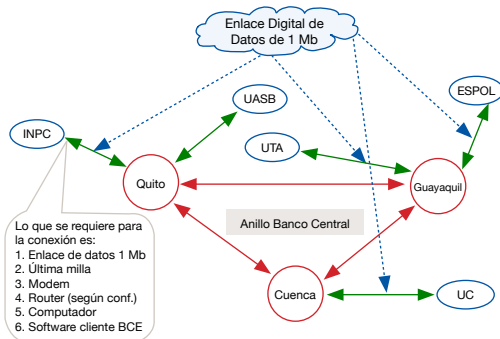 Enlace Digital de
Datos de 1 Mb
ESPOL
UASB
INPC
UTA
Quito
Guayaquil
Anillo Banco Central
Lo que se requiere para
la conexión es:
1. Enlace de datos 1 Mb
2. Última milla
3. Modem
4. Router (según conf.)
5. Computador
6. Software cliente BCE
Cuenca
UC